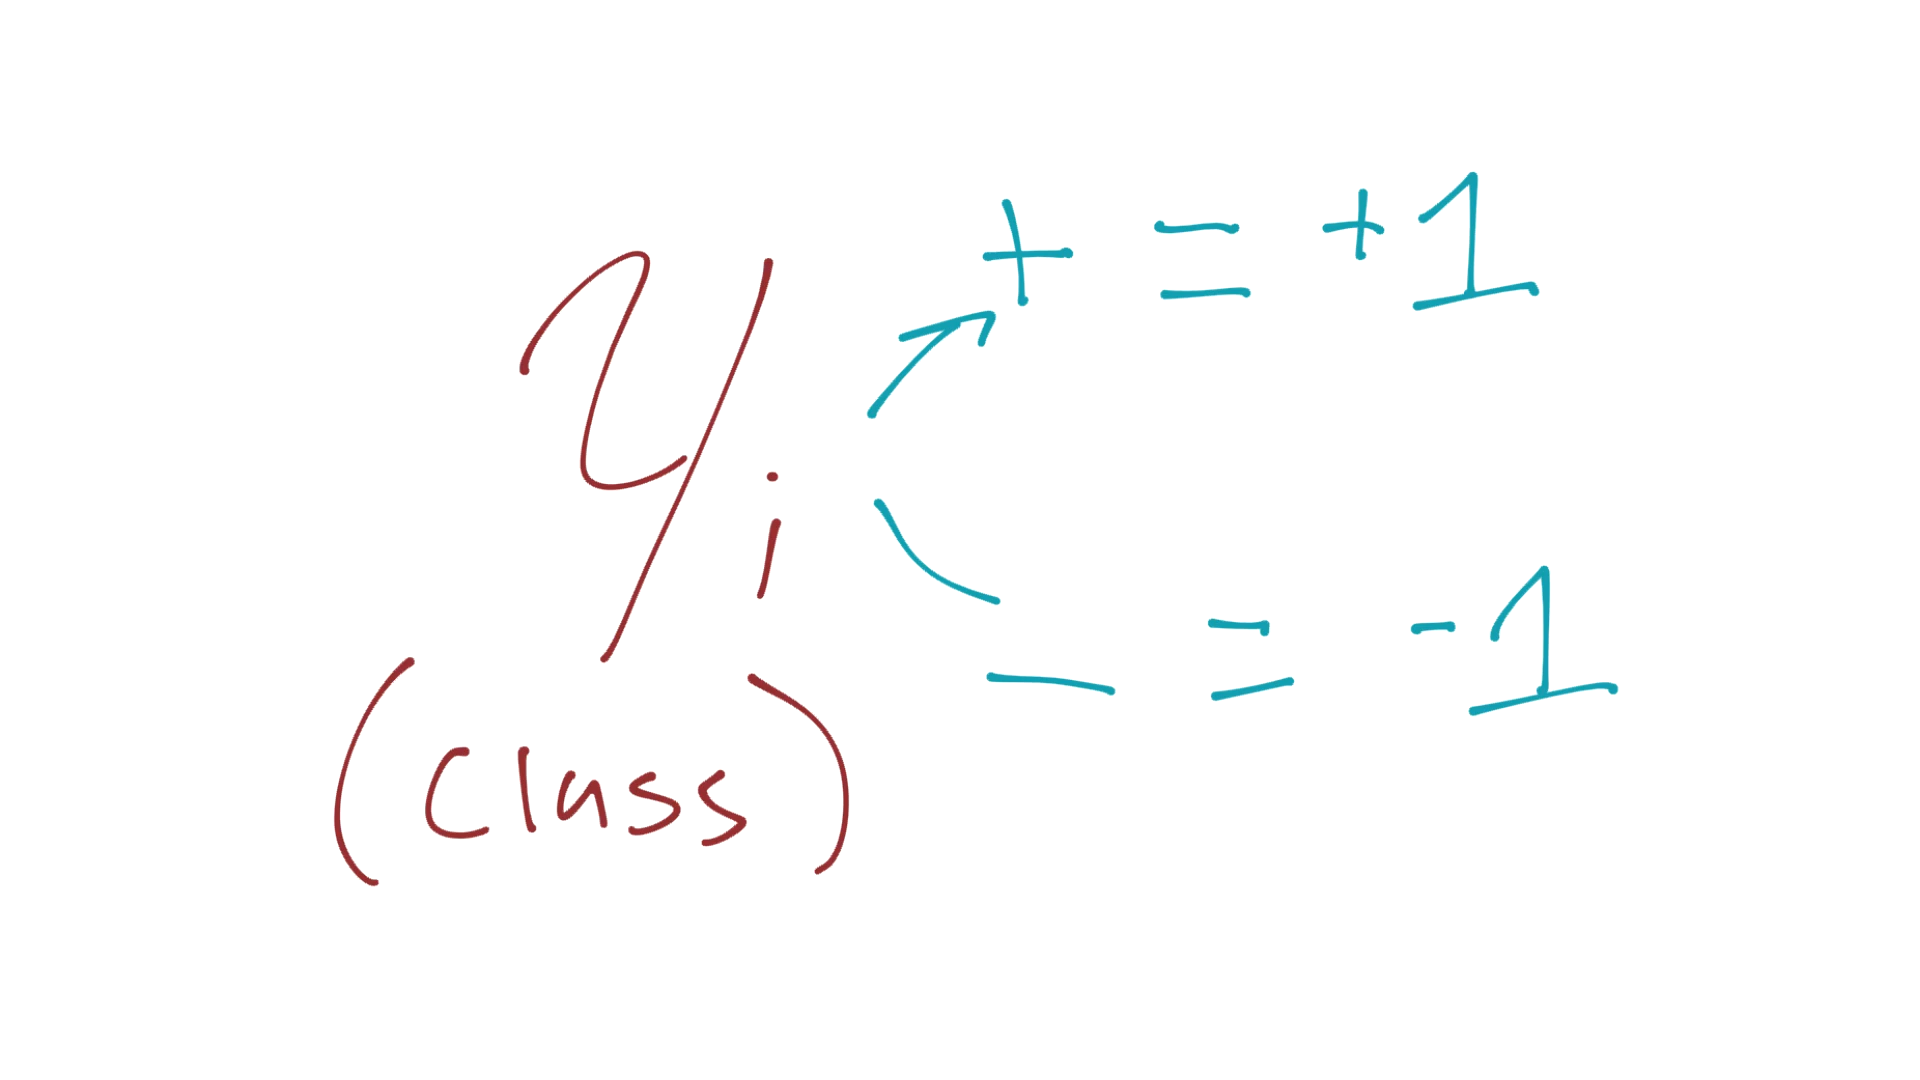 + = +1
yi
- = -1
(class)